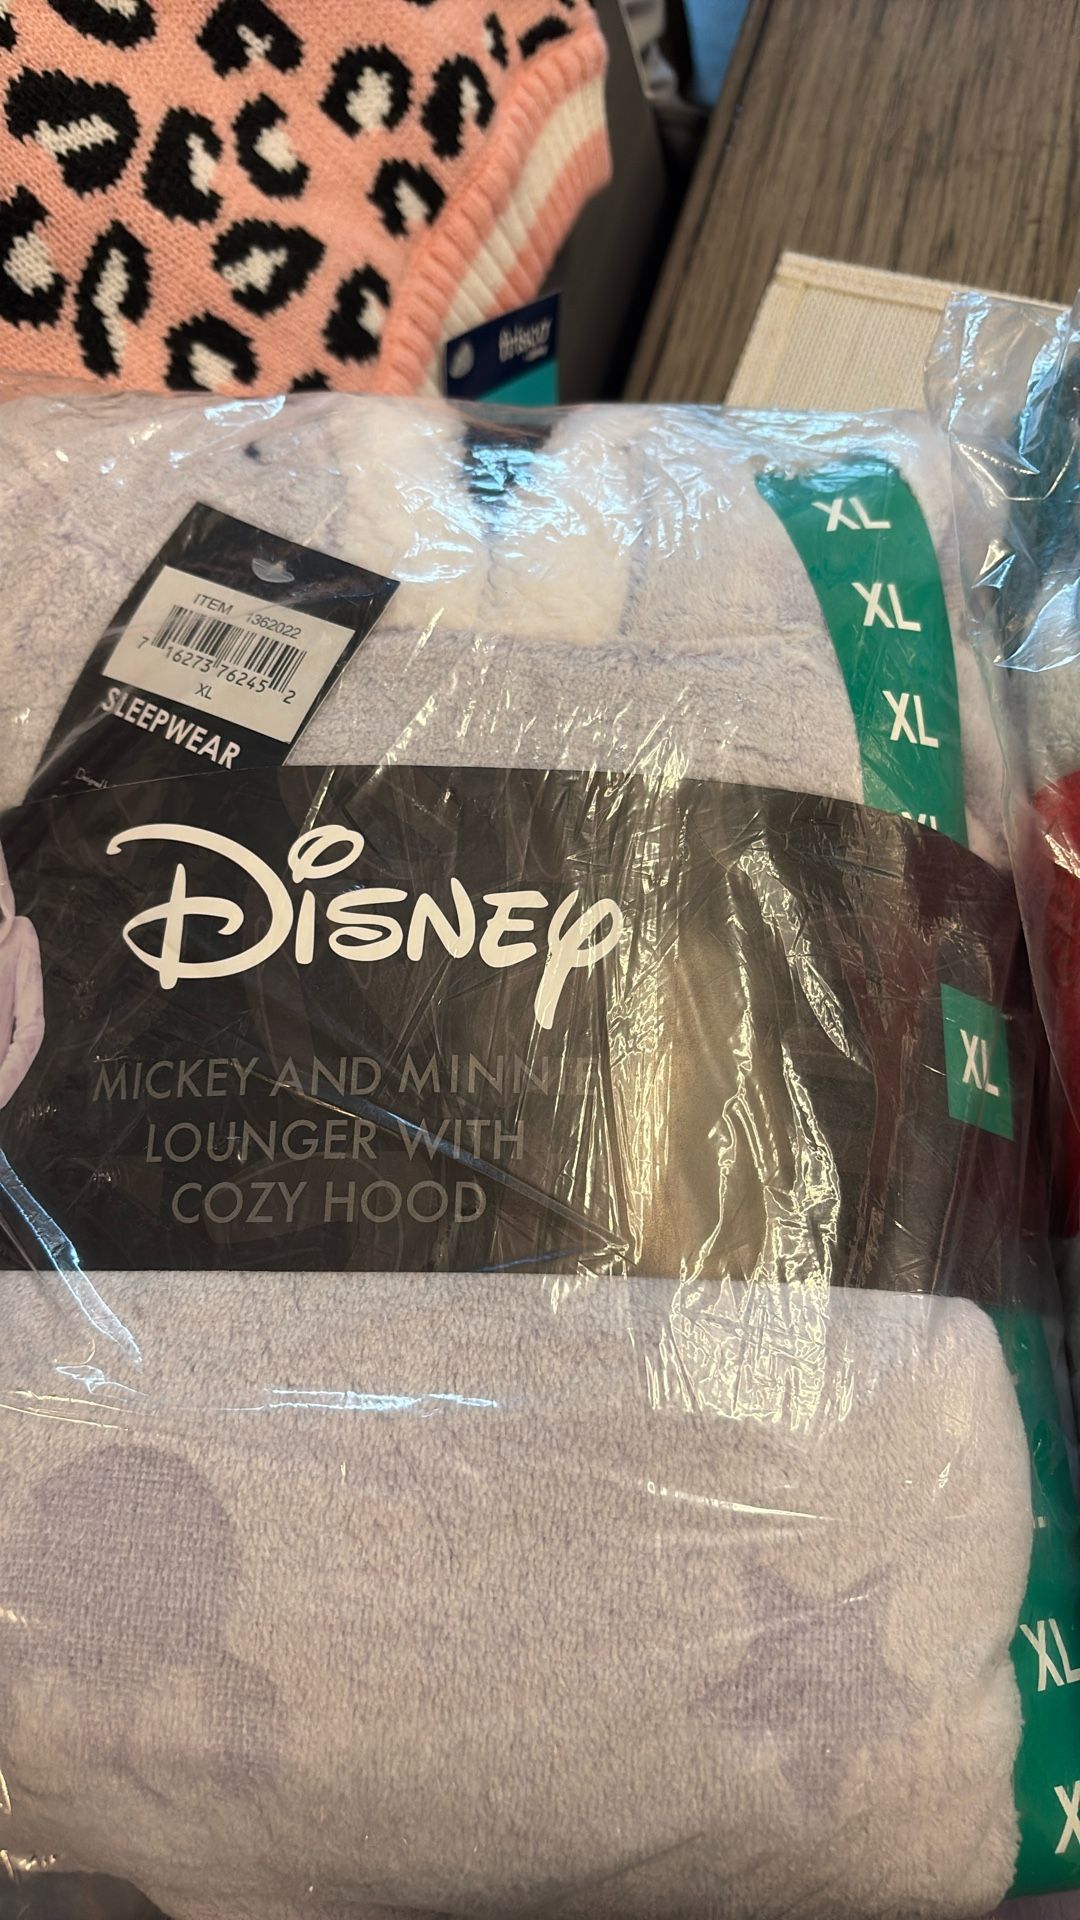 XL
XL
XL
ITEM 1362022
7 16273 76245 2
XL
SLEEPWEAR
Disney
XL
MICKEY AND MINNIE
LOUNGER WITH
COZY HOOD
XL